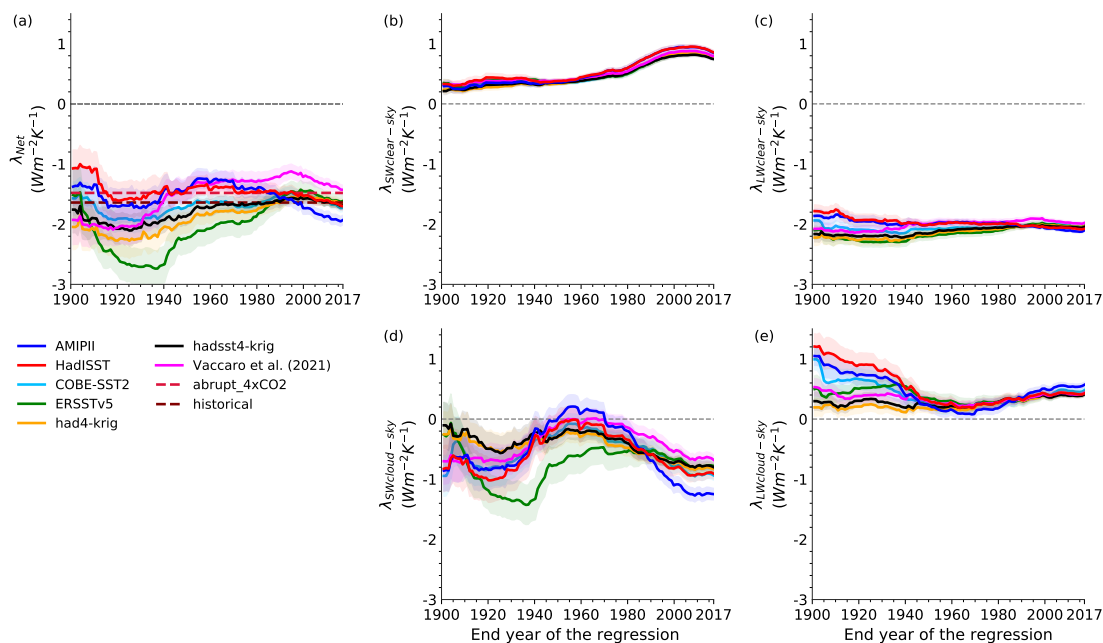 (a)
1
0
-1
-2
-3
λNet
(Wm−2K−1)
1900 1920 1940 1960 1980 2000 2017
(b)
1
0
-1
-2
-3
λSWclear−sky
(Wm−2K−1)
1900 1920 1940 1960 1980 2000 2017
(c)
1
0
-1
-2
-3
λLWclear−sky
(Wm−2K−1)
1900 1920 1940 1960 1980 2000 2017
AMIPII
HadISST
COBE-SST2
ERSSTv5
had4-krig
hadsst4-krig
Vaccaro et al. (2021)
abrupt_4xCO2
historical
(d)
1
0
-1
-2
-3
λSWcloud−sky
(Wm−2K−1)
1900 1920 1940 1960 1980 2000 2017
End year of the regression
(e)
1
0
-1
-2
-3
λLWcloud−sky
(Wm−2K−1)
1900 1920 1940 1960 1980 2000 2017
End year of the regression